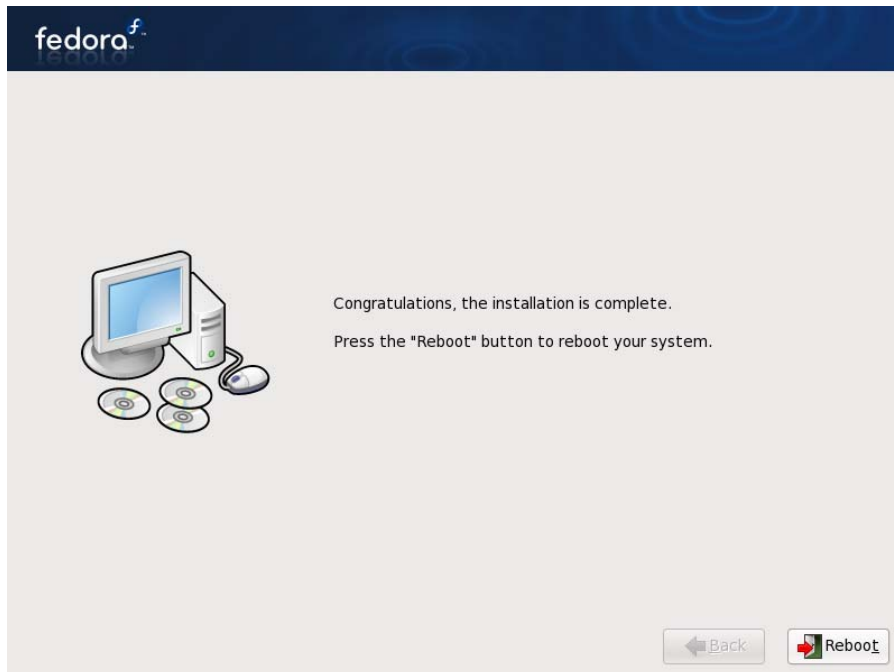 fedora
Congratulations, the installation is complete.
Press the "Reboot" button to reboot your system.
Back
Reboot